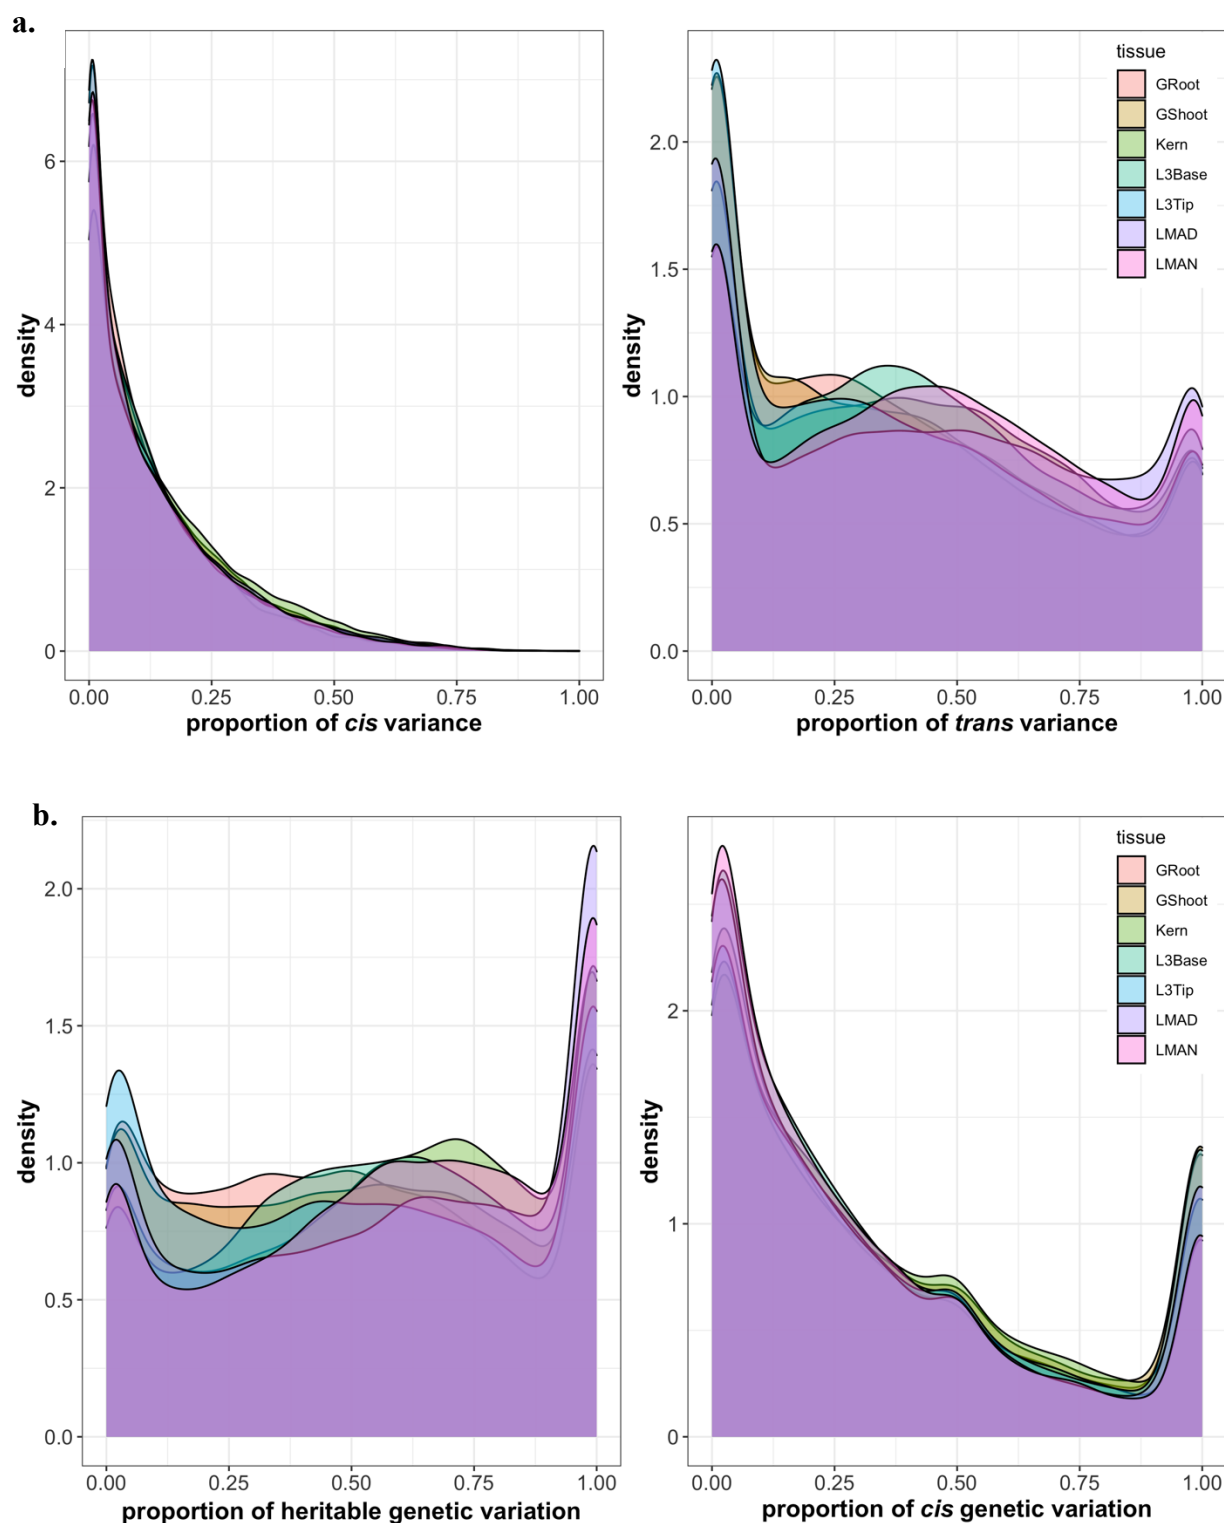 a.
density
6
4
2
0
0.00 0.25 0.50 0.75 1.00
proportion of cis variance
density
2.0
1.5
1.0
0.5
0.0
0.00 0.25 0.50 0.75 1.00
proportion of trans variance
tissue
GRoot
GShoot
Kern
L3Base
L3Tip
LMAD
LMAN
b.
density
2.0
1.5
1.0
0.5
0.0
0.00 0.25 0.50 0.75 1.00
proportion of heritable genetic variation
density
2
1
0
0.00 0.25 0.50 0.75 1.00
proportion of cis genetic variation
tissue
GRoot
GShoot
Kern
L3Base
L3Tip
LMAD
LMAN